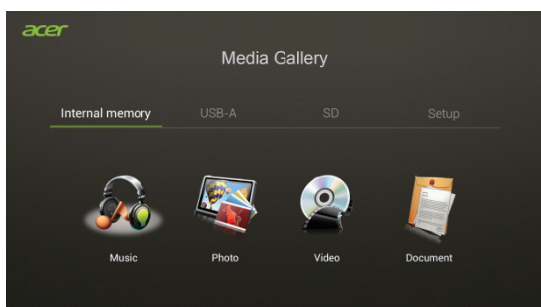 acer
Media Gallery
Internal memory USB-A SD Setup
Music Photo Video Document